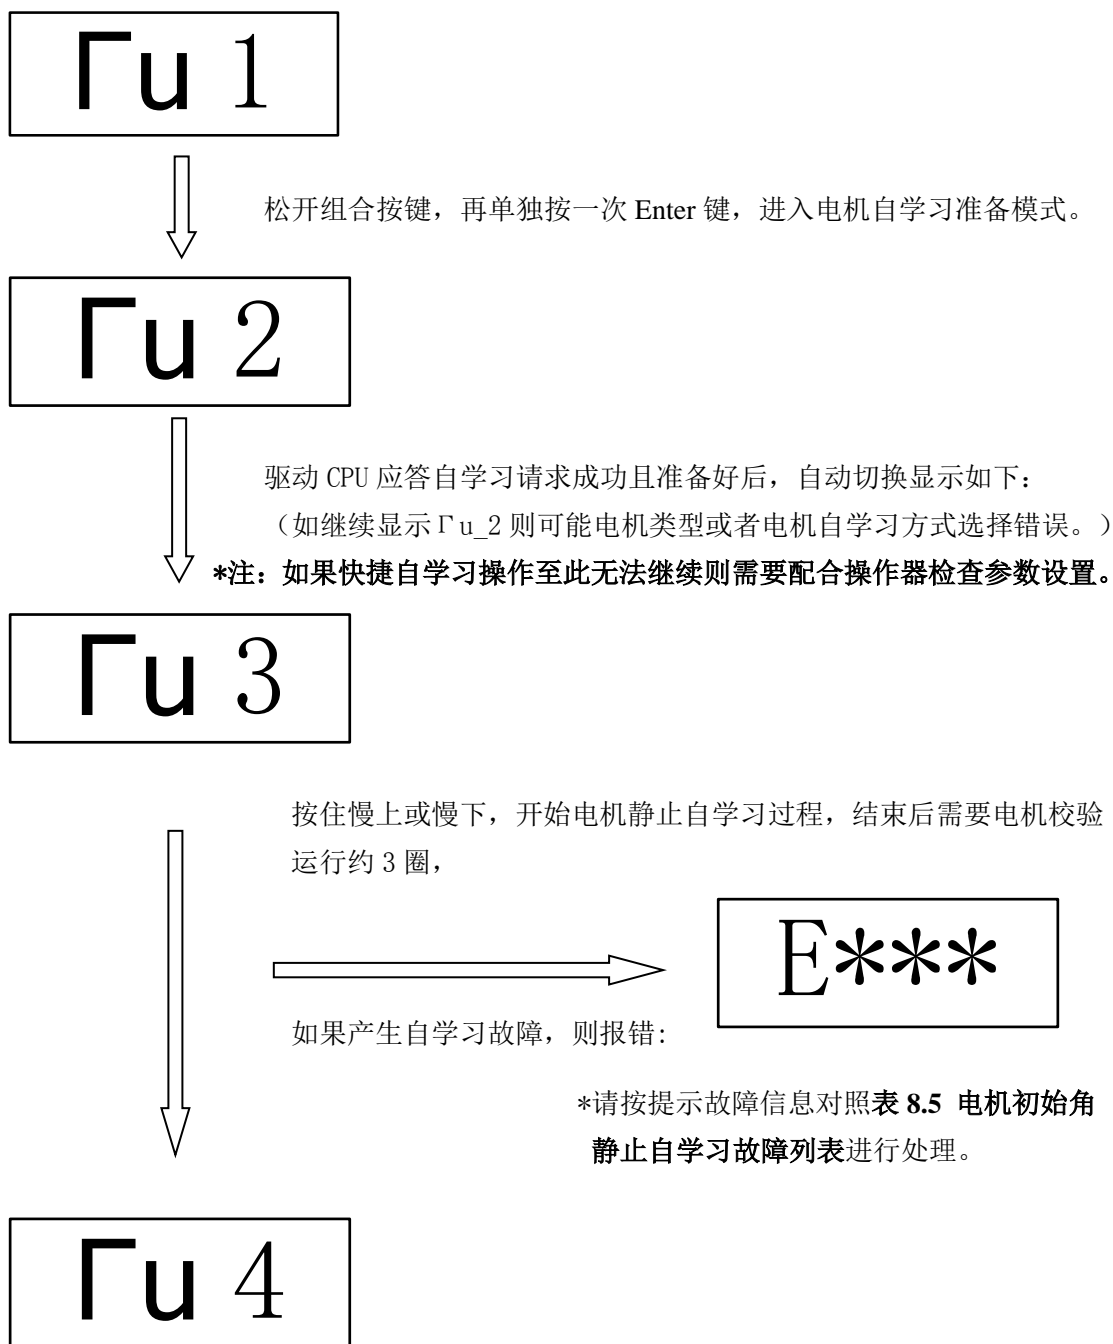 Γu 1
松开组合按键，再单独按一次 Enter 键，进入电机自学习准备模式。
Γu 2
驱动 CPU 应答自学习请求成功且准备好后，自动切换显示如下：
（如继续显示Γu_2 则可能电机类型或者电机自学习方式选择错误。）
*注：如果快捷自学习操作至此无法继续则需要配合操作器检查参数设置。
Γu 3
按住慢上或慢下，开始电机静止自学习过程，结束后需要电机校验
运行约 3 圈，
E***
如果产生自学习故障，则报错：
*请按提示故障信息对照表 8.5 电机初始角
静止自学习故障列表进行处理。
Γu 4